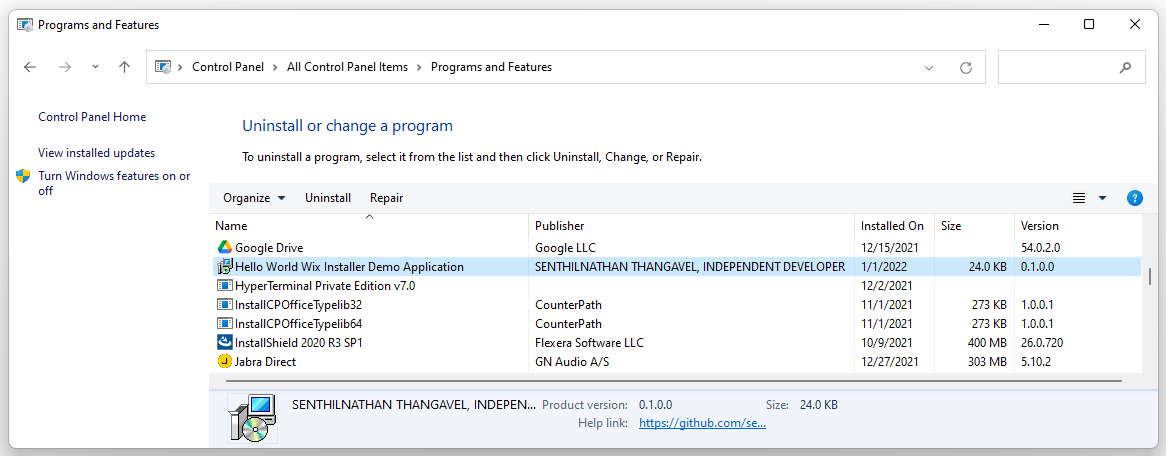 Programs and Features
Control Panel > All Control Panel Items > Programs and Features
Control Panel Home
View installed updates
Turn Windows features on or
off
Uninstall or change a program
To uninstall a program, select it from the list and then click Uninstall, Change, or Repair.
Organize Uninstall Repair
Name Publisher Installed On Size Version
Google Drive Google LLC 12/15/2021 54.0.2.0
Hello World Wix Installer Demo Application SENTHILNATHAN THANGAVEL, INDEPENDENT DEVELOPER 1/1/2022 24.0 KB 0.1.0.0
HyperTerminal Private Edition v7.0 12/2/2021
InstallCPOfficeTypelib32 CounterPath 11/1/2021 273 KB 1.0.0.1
InstallCPOfficeTypelib64 CounterPath 11/1/2021 273 KB 1.0.0.1
InstallShield 2020 R3 SP1 Flexera Software LLC 10/9/2021 400 MB 26.0.720
Jabra Direct GN Audio A/S 12/27/2021 303 MB 5.10.2
SENTHILNATHAN THANGAVEL, INDEPEN... Product version: 0.1.0.0 Size: 24.0 KB
Help link: https://github.com/se...